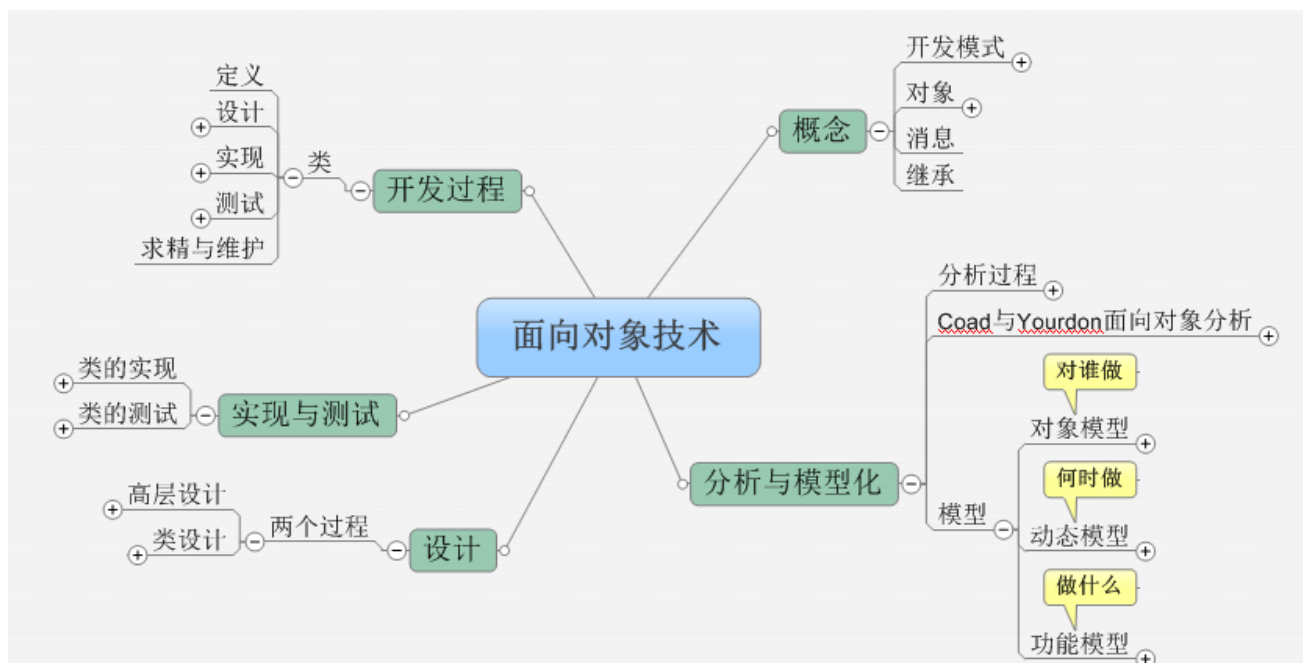 面向对象技术
概念
开发模式
对象
消息
继承
分析与模型化
分析过程
Coad与Yourdon面向对象分析
模型
对谁做
对象模型
何时做
动态模型
做什么
功能模型
设计
两个过程
高层设计
类设计
实现与测试
类的实现
类的测试
开发过程
类
定义
设计
实现
测试
求精与维护